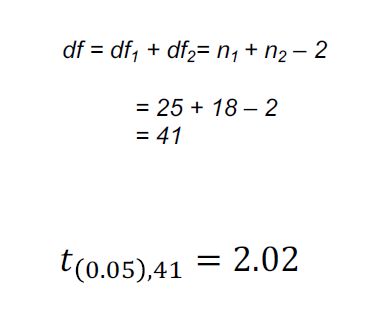 df = df₁ + df₂= n₁ + n₂ – 2
= 25 + 18 – 2
= 41
t₍₀.₀₅₎,₄₁ = 2.02